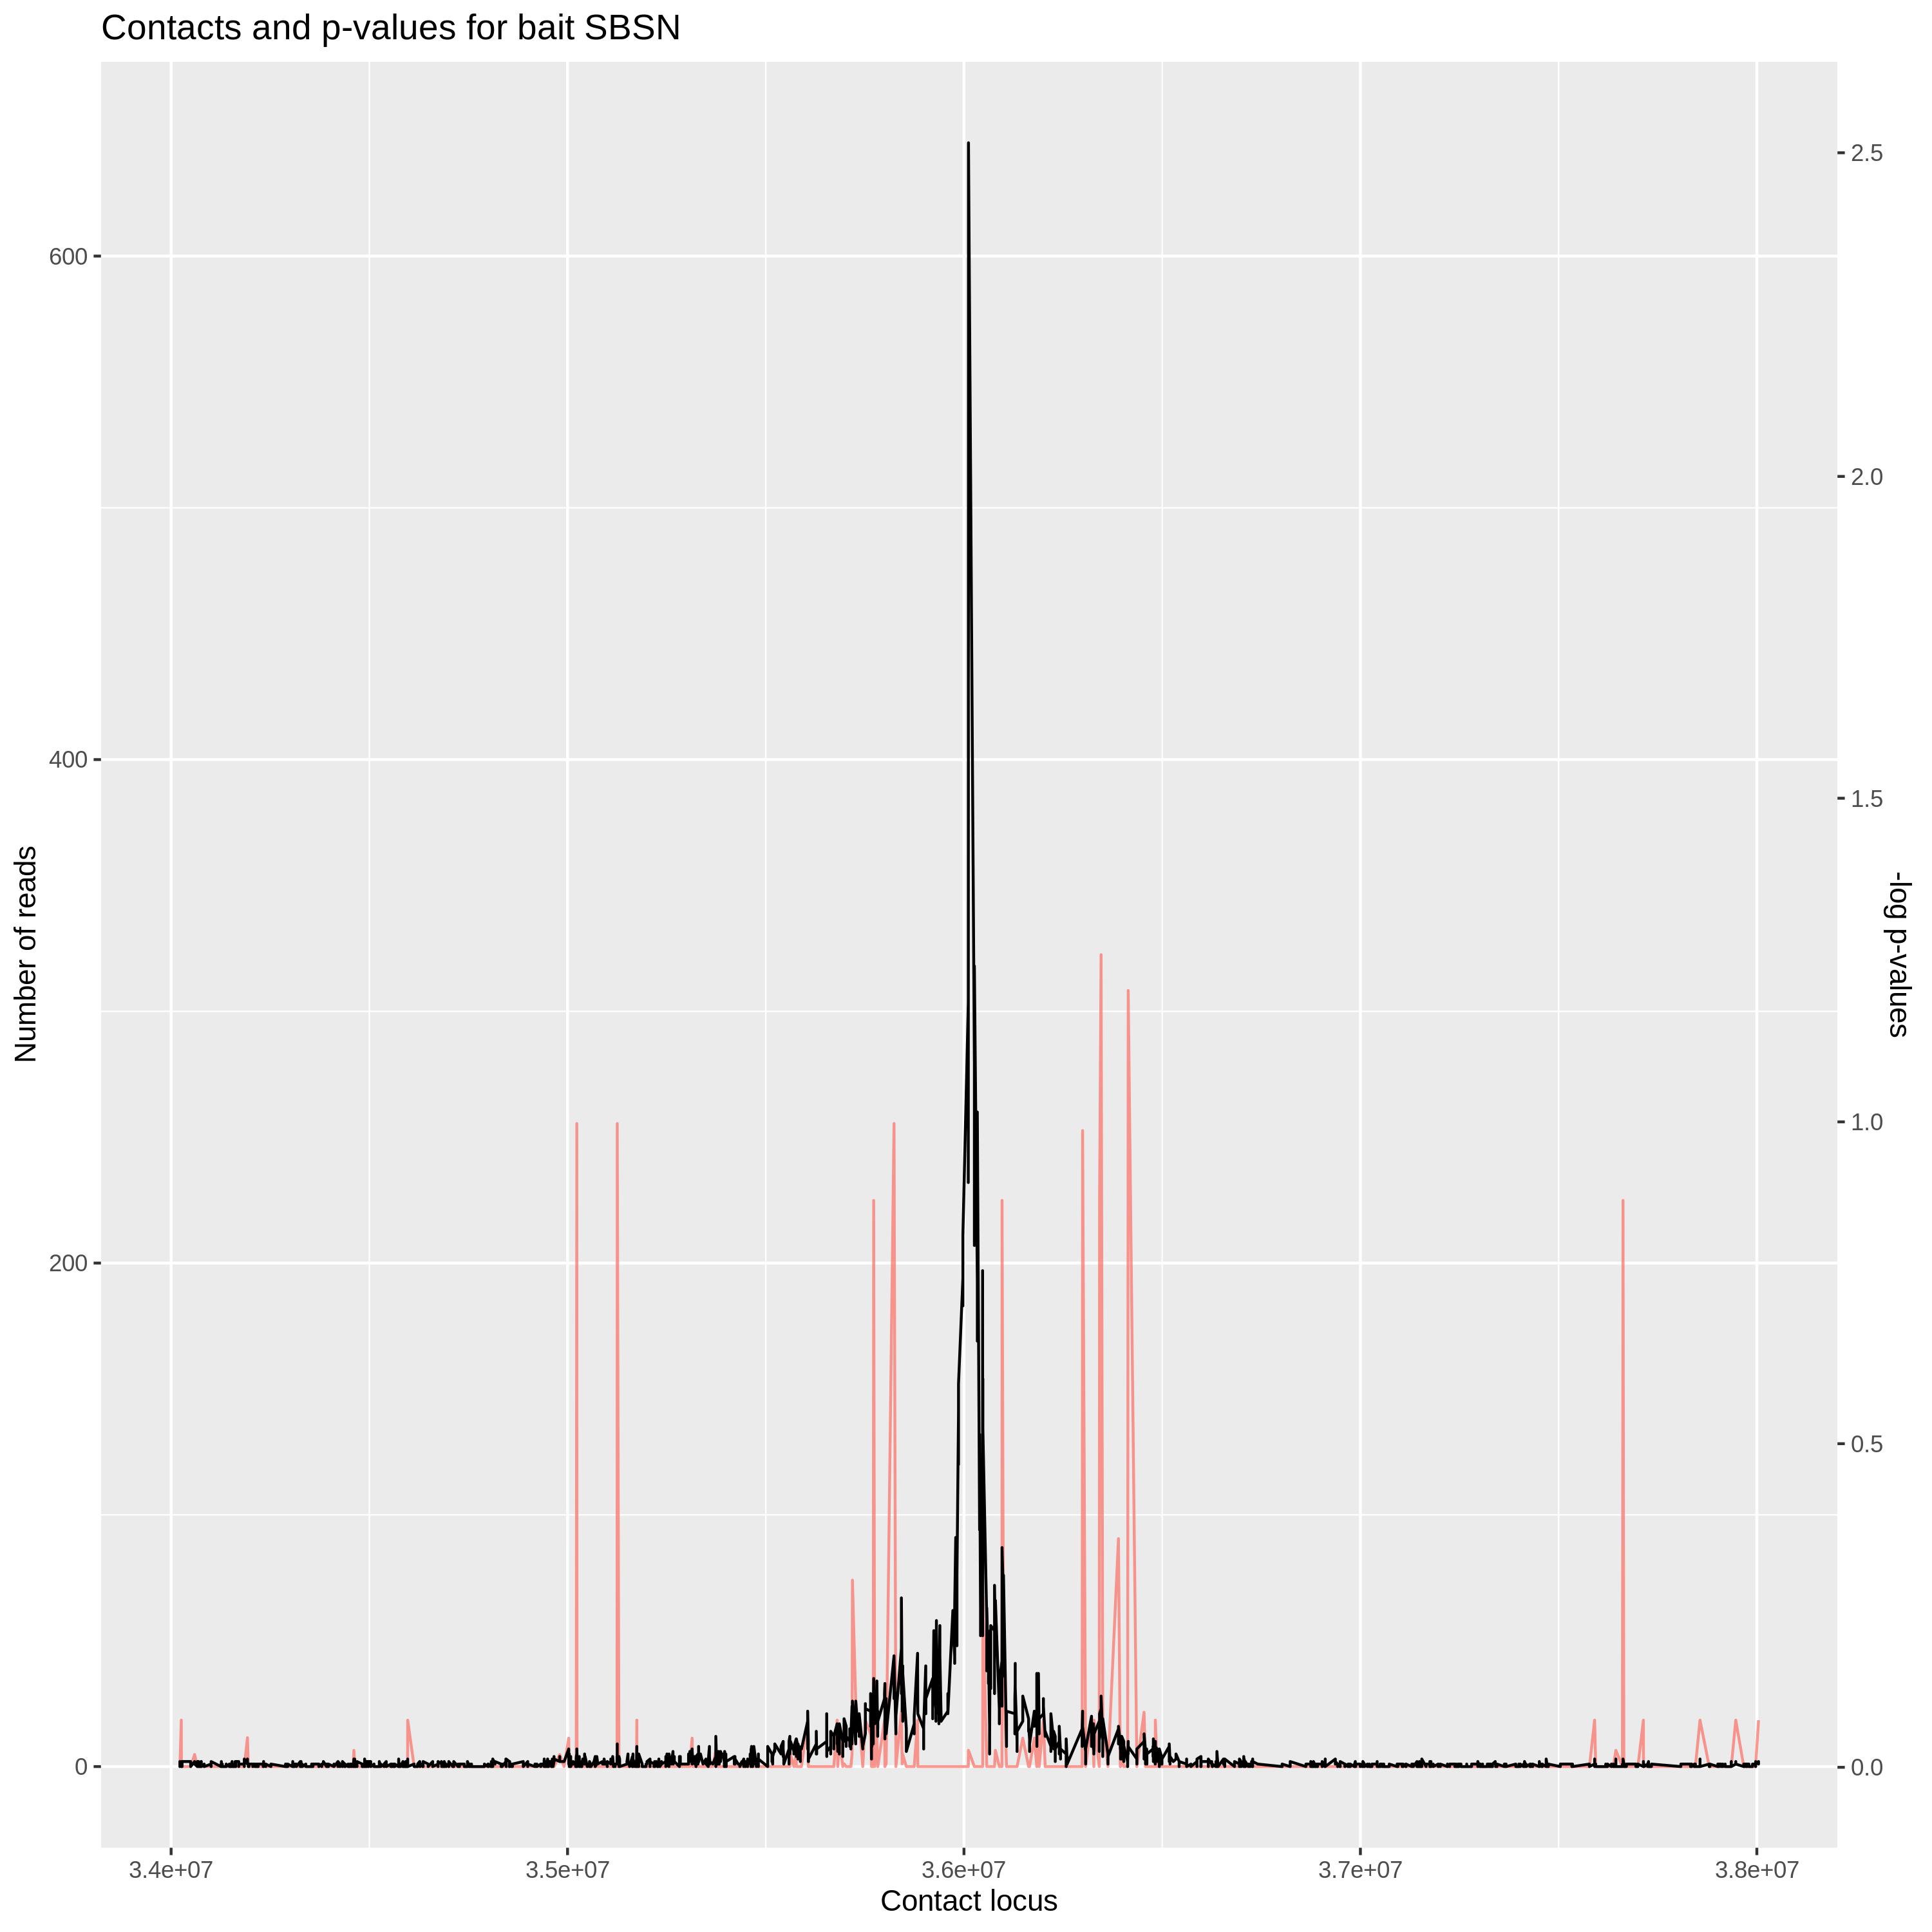 Contacts and p-values for bait SBSN
600
400
200
0
Number of reads
2.5
2.0
1.5
1.0
0.5
0.0
-log p-values
3.4e+07
3.5e+07
3.6e+07
3.7e+07
3.8e+07
Contact locus